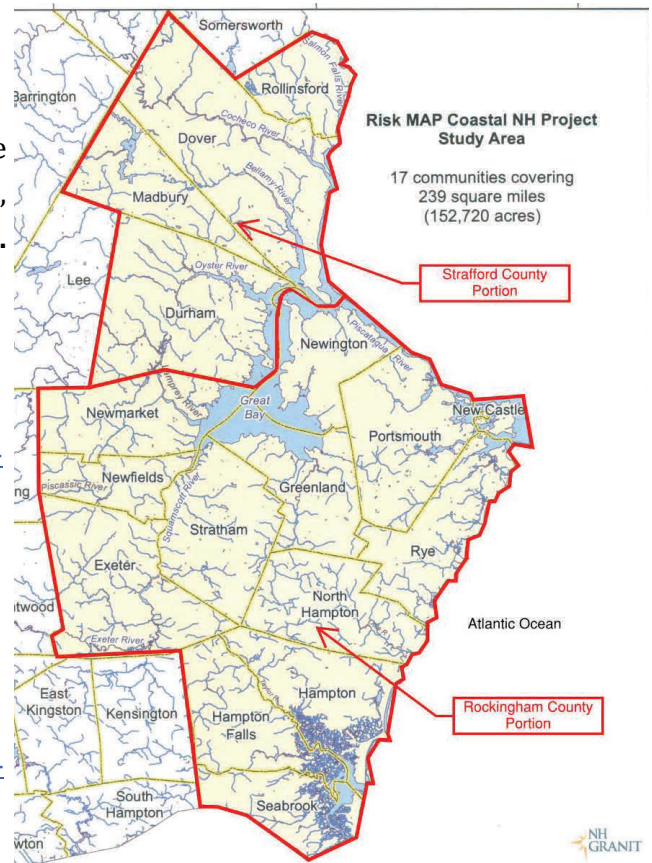 Somersworth
Salmon Falls River
Rollinsford
Barrington
Risk MAP Coastal NH Project
Study Area
Cocheco River
Dover
17 communities covering
239 square miles
(152,720 acres)
Bellamy River
Madbury
Strafford County
Portion
Lee
Oyster River
Durham
Newington
Piscataqua River
Newmarket
Great
Bay
New Castle
Portsmouth
Newfields
Piscassic River
Squamscott River
Greenland
Stratham
Exeter
Rye
North
Hampton
Atlantic Ocean
Exeter River
East
Kingston
Kensington
Hampton
Hampton
Falls
Rockingham County
Portion
South
Hampton
Seabrook
NH
GRANIT